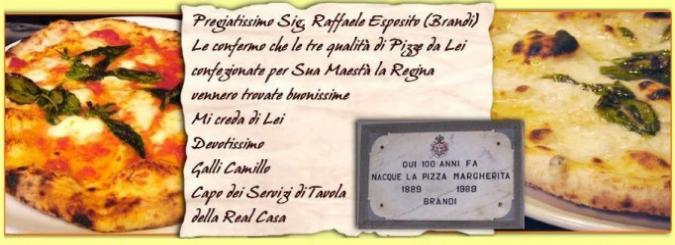 Pregiatissimo Sig. Raffaele Esposito (Brandi)
Le confermo che le tre qualità di Pizze da Lei
confezionate per Sua Maestà la Regina
vennero trovate buonissime
Mi creda di Lei
Devotissimo
Galli Camillo
Capo dei Servizi di Tavola
della Real Casa
QUI 100 ANNI FA
NACQUE LA PIZZA MARGHERITA
1889 1989
BRANDI